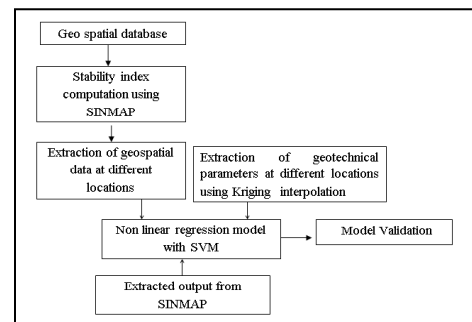 Geo spatial database
Stability index
computation using
SINMAP
Extraction of geospatial
data at different
locations
Extraction of geotechnical
parameters at different locations
using Kriging interpolation
Non linear regression model
with SVM
Model Validation
Extracted output from
SINMAP